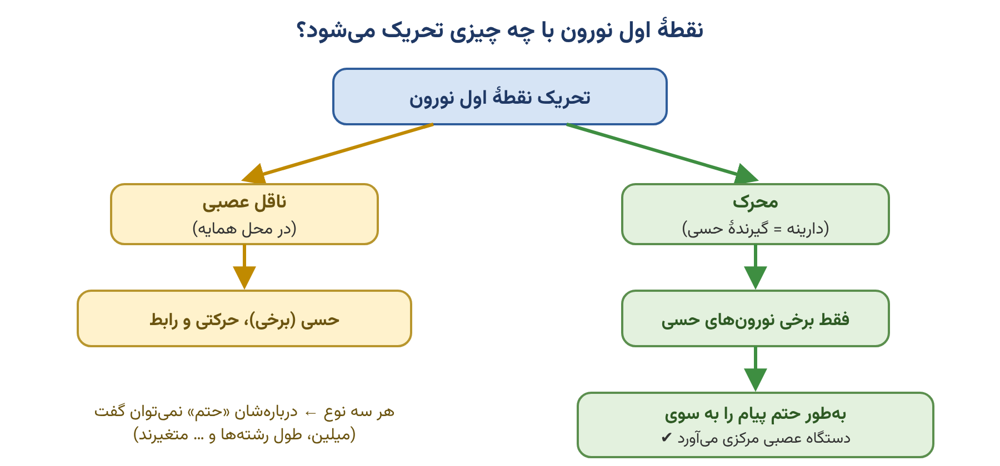 نقطهٔ اول نورون با چه چیزی تحریک می‌شود؟
تحریک نقطهٔ اول نورون
محرک
(دارینه = گیرندهٔ حسی)
ناقل عصبی
(در محل همایه)
فقط برخی نورون‌های حسی
حسی (برخی)، حرکتی و رابط
به‌طور حتم پیام را به سوی
دستگاه عصبی مرکزی می‌آورد ✔
هر سه نوع ← درباره‌شان «حتم» نمی‌توان گفت
(میلین، طول رشته‌ها و ... متغیرند)